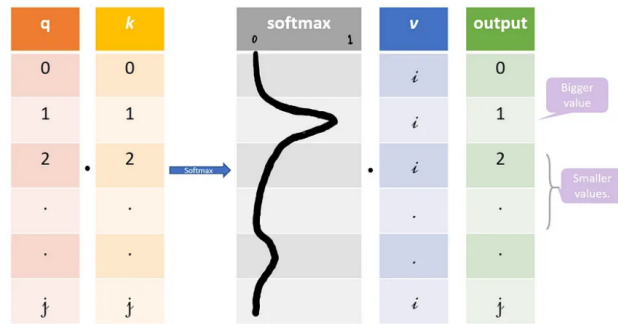 q k softmax v output
0 1
0 0 i 0
1 1 i 1
2 · 2 Softmax · i 2
. . . .
. . . .
j j i j
Bigger
value
Smaller
values.